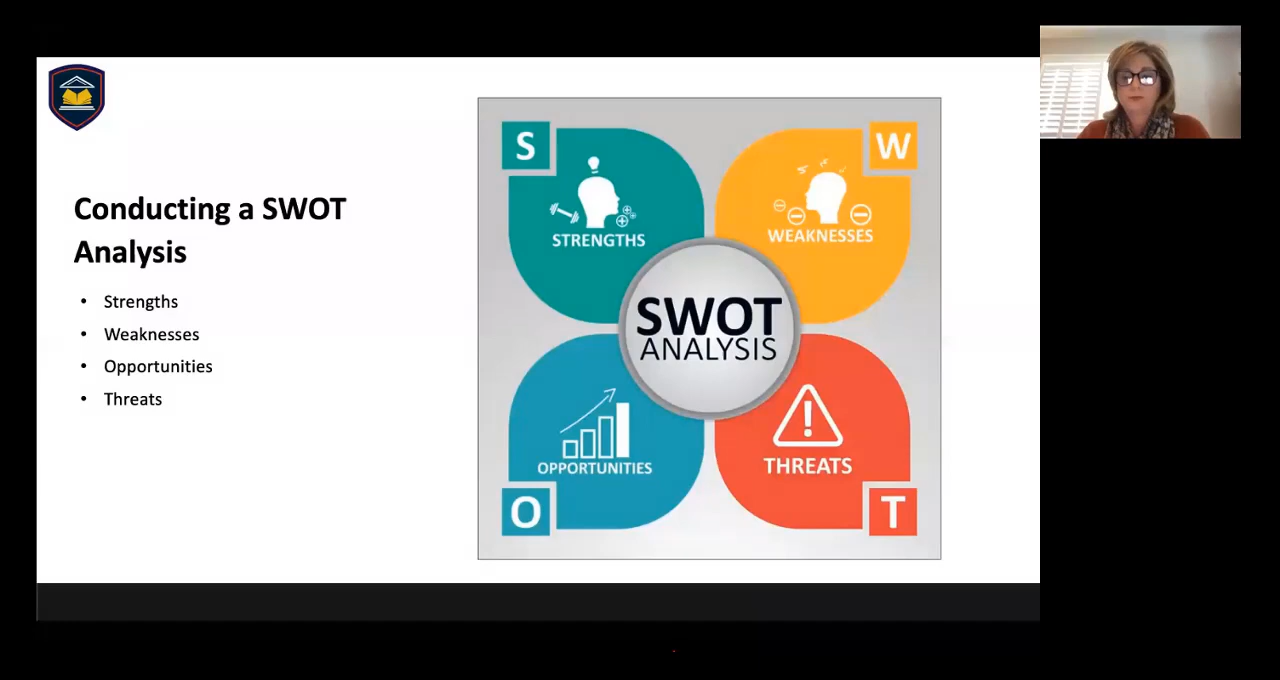 Conducting a SWOT
Analysis
• Strengths
• Weaknesses
• Opportunities
• Threats
S
STRENGTHS
W
WEAKNESSES
SWOT
ANALYSIS
OPPORTUNITIES
O
THREATS
T